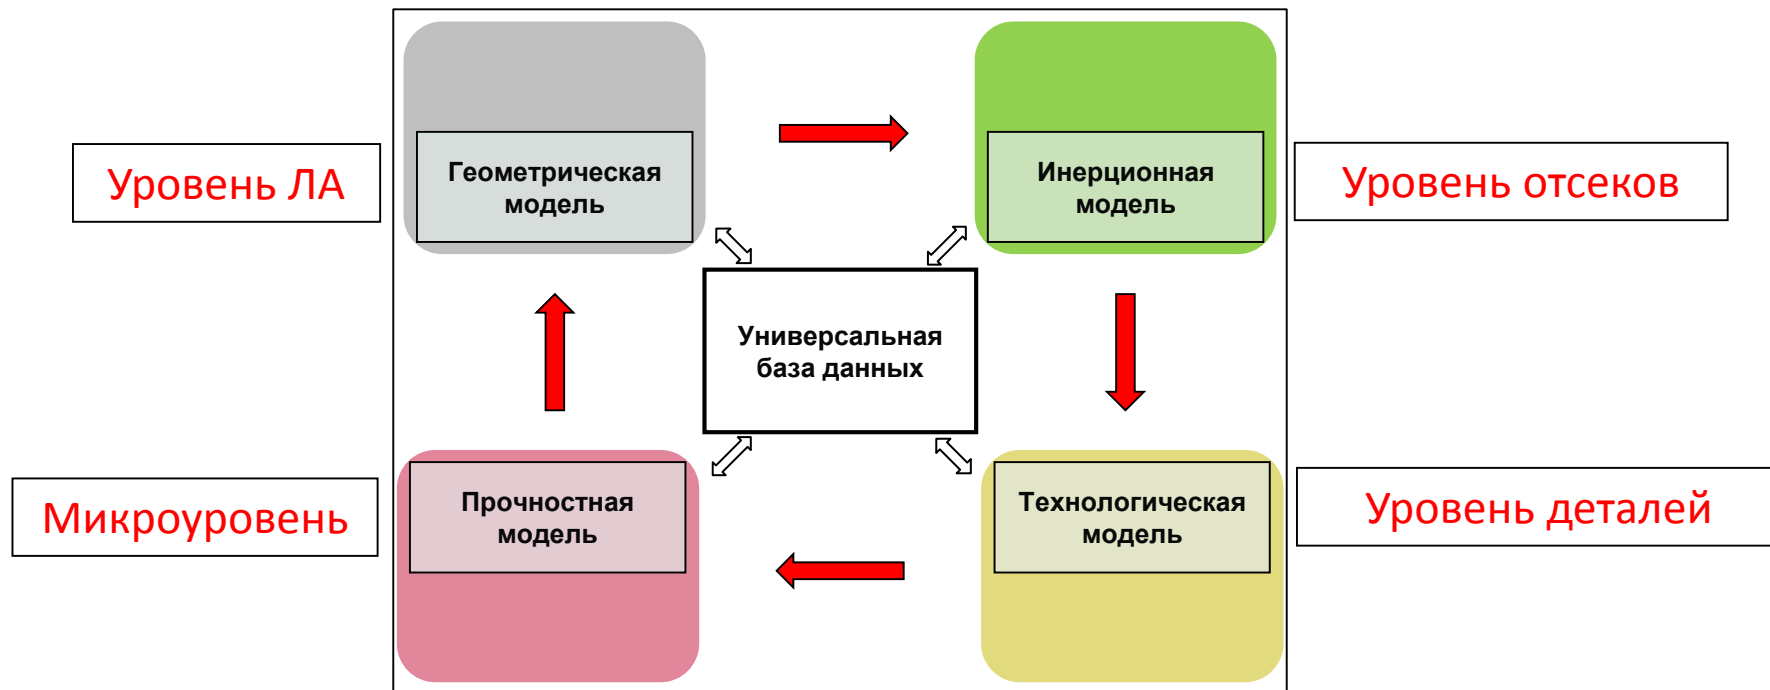 Уровень ЛА
Геометрическая
модель
Инерционная
модель
Уровень отсеков
Универсальная
база данных
Микроуровень
Прочностная
модель
Технологическая
модель
Уровень деталей